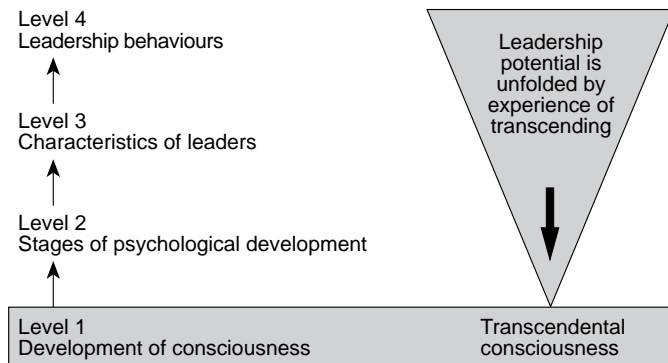 Level 4
Leadership behaviours
Level 3
Characteristics of leaders
Level 2
Stages of psychological development
Level 1
Development of consciousness
Leadership
potential is
unfolded by
experience of
transcending
Transcendental
consciousness